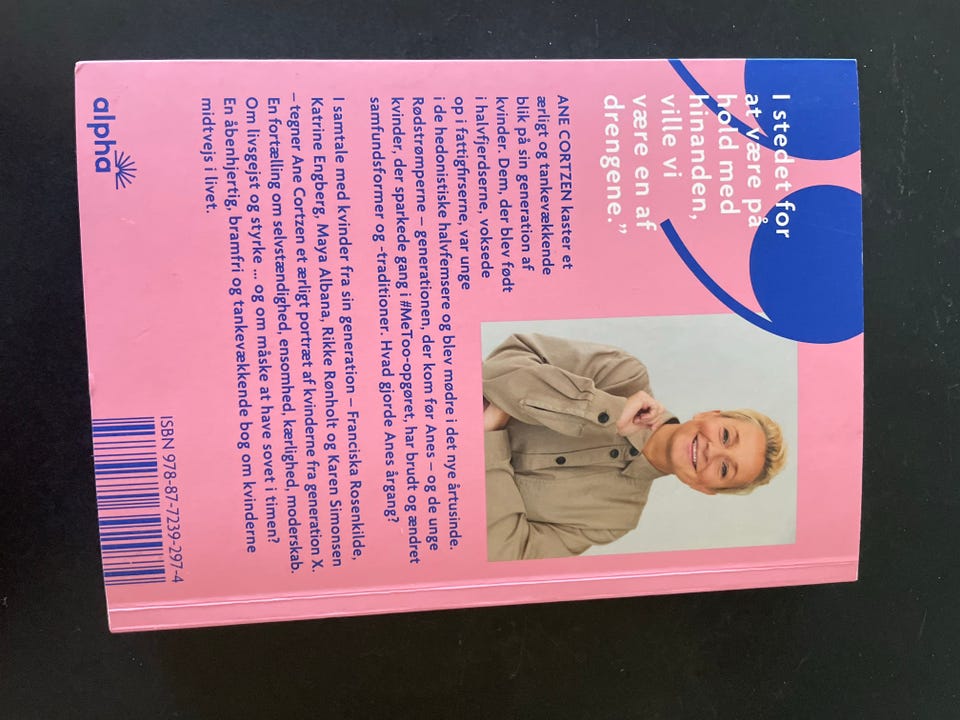 I stedet for
at være på
hold med
hinanden,
ville vi
være en af
drengene.”
ANE CORTZEN kaster et
ærligt og tankevækkende
blik på sin generation af
kvinder. Dem, der blev født
i halvfjerdserne, voksede
op i fattigfirserne, var unge
i de hedonistiske halvfemsere og blev mødre i det nye årtusinde.
Rødstrømperne – generationen, der kom før Anes – og de unge
kvinder, der sparkede gang i #MeToo-opgøret, har brudt og ændret
samfundsformer og -traditioner. Hvad gjorde Anes årgang?
I samtale med kvinder fra sin generation – Franciska Rosenkilde,
Katrine Engberg, Maya Albana, Rikke Rønholt og Karen Simonsen
– tegner Ane Cortzen et ærligt portræt af kvinderne fra generation X.
En fortælling om selvstændighed, ensomhed, kærlighed, moderskab.
Om livsgejst og styrke ... og om måske at have sovet i timen?
En åbenhjertig, bramfri og tankevækkende bog om kvinderne
midtvejs i livet.
alpha
ISBN 978-87-7239-297-4